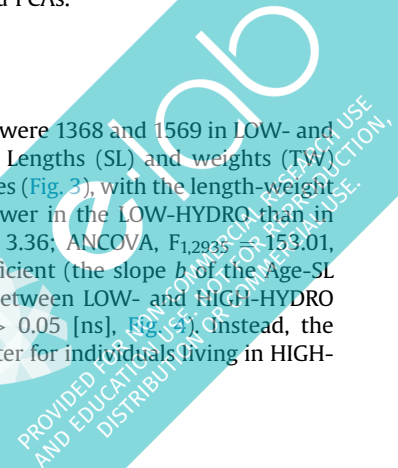 d PCAs.
were 1368 and 1569 in LOW- and
Lengths (SL) and weights (TW)
es (Fig. 3), with the length-weight
wer in the LOW-HYDRO than in
3.36; ANCOVA, F1,2935 = 153.01,
ficient (the slope b of the Age-SL
etween LOW- and HIGH-HYDRO
> 0.05 [ns], Fig. 4). Instead, the
ter for individuals living in HIGH-
e.lab
PROVIDED FOR NON COMMERCIAL RESEARCH USE
AND EDUCATION USE: NOT FOR REPRODUCTION,
DISTRIBUTION OR COMMERCIAL USE.